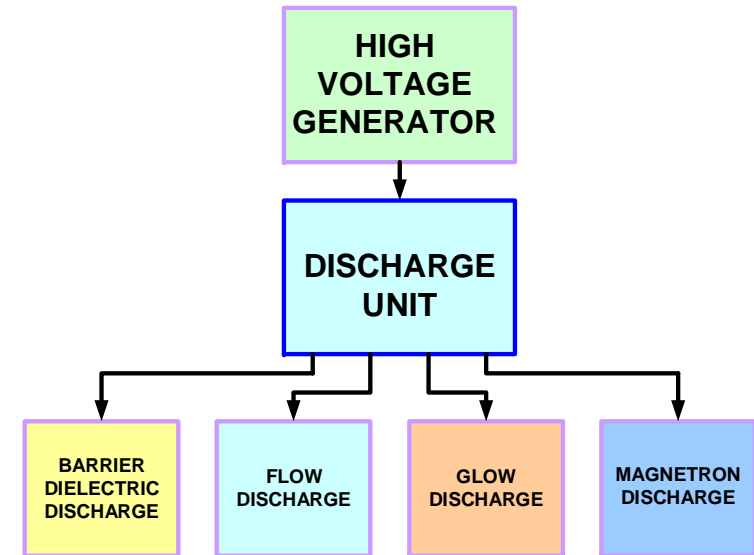 HIGH
VOLTAGE
GENERATOR
DISCHARGE
UNIT
BARRIER
DIELECTRIC
DISCHARGE
FLOW
DISCHARGE
GLOW
DISCHARGE
MAGNETRON
DISCHARGE